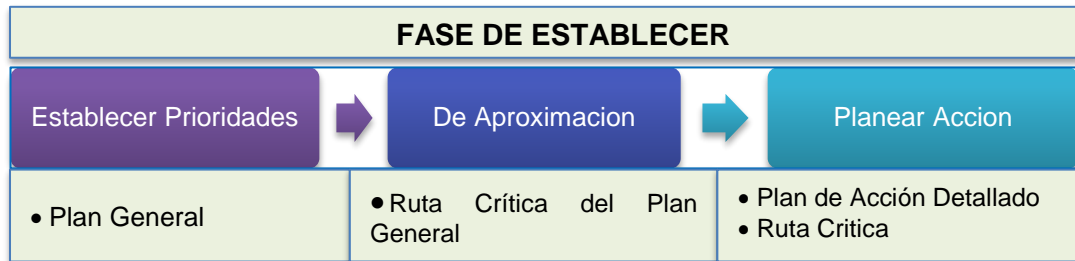 FASE DE ESTABLECER
Establecer Prioridades
De Aproximacion
Planear Accion
• Plan General
• Ruta Crítica del Plan
General
• Plan de Acción Detallado
• Ruta Critica